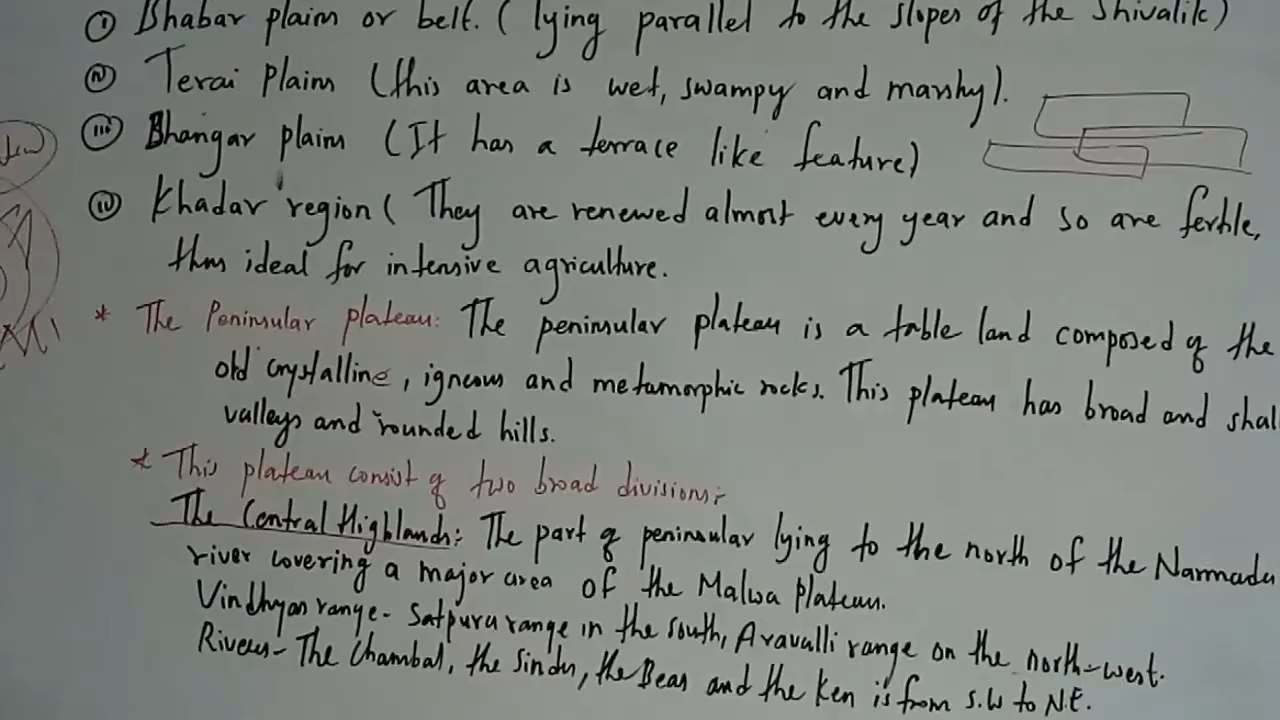 (i) Bhabar plain or belt. (lying parallel to the slopes of the Shivalik)
(ii) Terai plain (this area is wet, swampy and marshy).
(iii) Bhangar plain (It has a terrace like feature)
(iv) Khadar region (They are renewed almost every year and so are fertile,
thus ideal for intensive agriculture.
* The Peninsular plateau: The peninsular plateau is a table land composed of the
old crystalline, igneous and metamorphic rocks. This plateau has broad and shal
valleys and rounded hills.
* This plateau consist of two broad divisions:-
The Central Highlands: The part of peninsular lying to the north of the Narmada
river covering a major area of the Malwa plateau.
Vindhyan range - Satpura range in the south, Aravalli range on the north-west.
Rivers - The Chambal, the Sindu, the Beas and the Ken is from S.W to N.E.